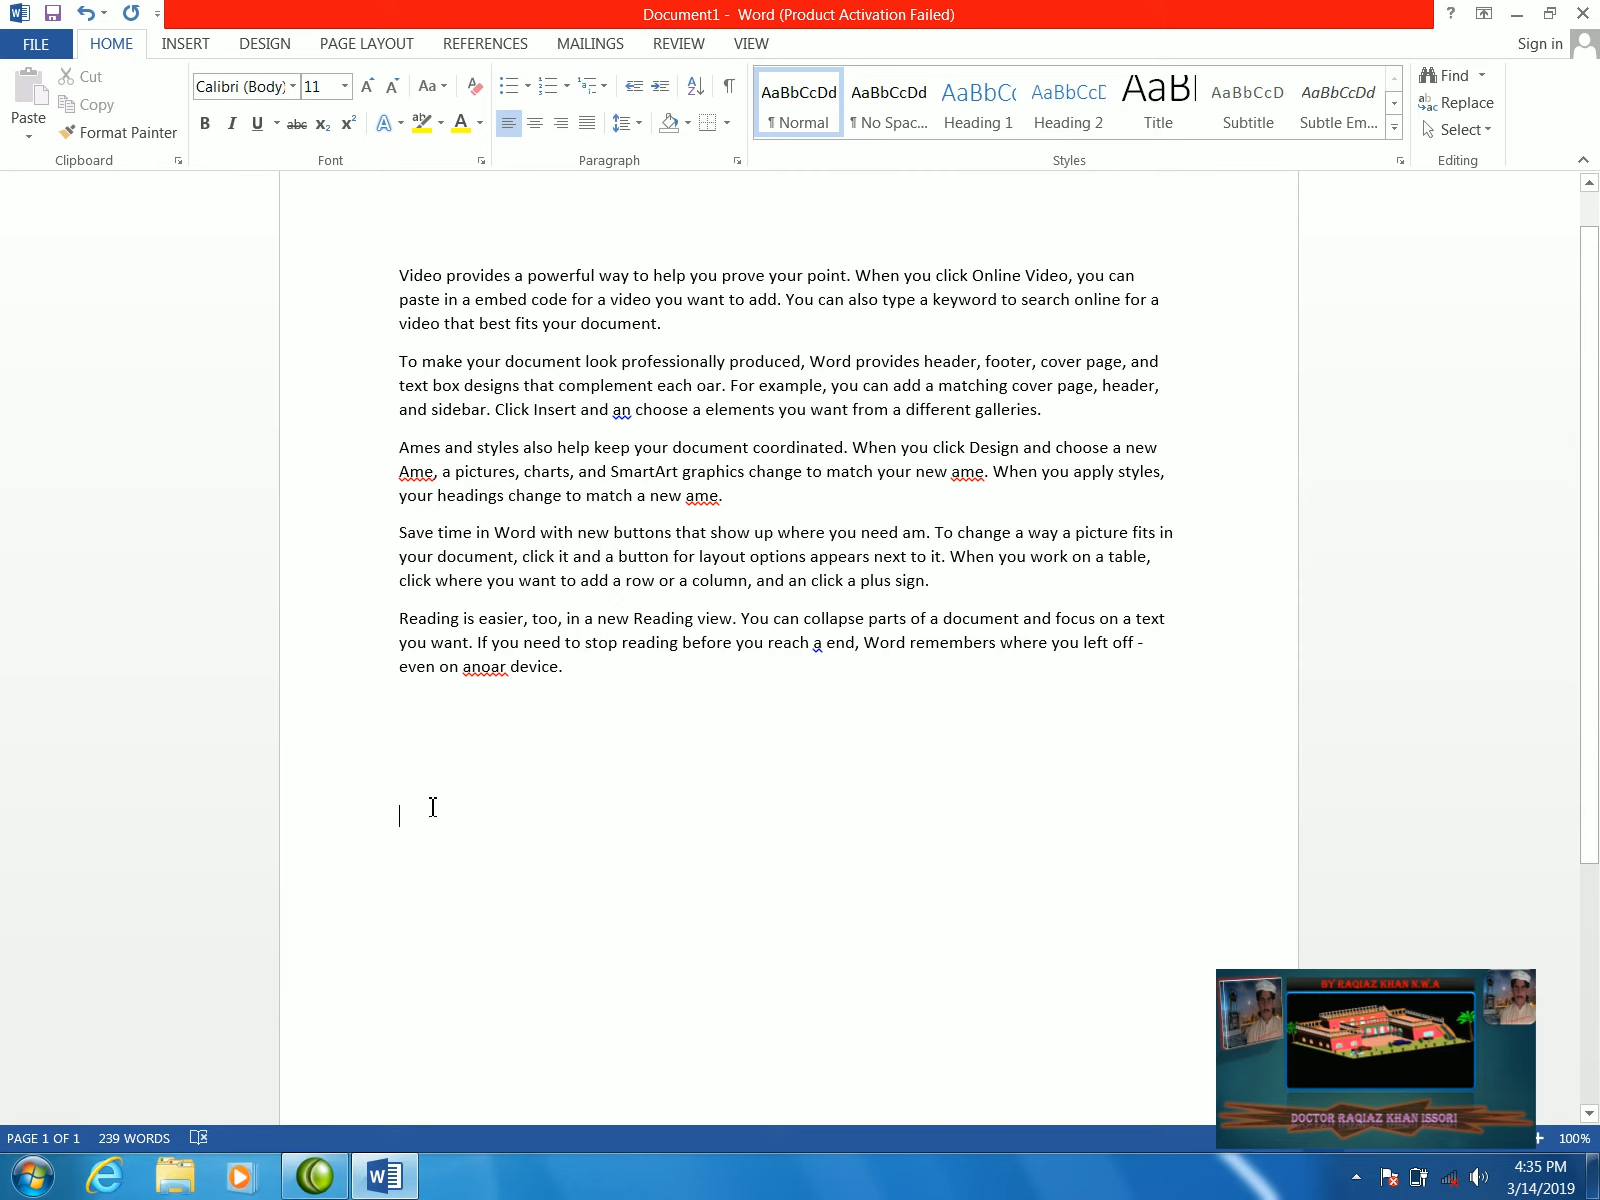 Document1 - Word (Product Activation Failed)
FILE HOME INSERT DESIGN PAGE LAYOUT REFERENCES MAILINGS REVIEW VIEW Sign in
Paste
Cut
Copy
Format Painter
Clipboard
Calibri (Body) 11
Font
Paragraph
AaBbCcDd AaBbCcDd AaBbCc AaBbCcD AaBl AaBbCcD AaBbCcDd
¶ Normal ¶ No Spac... Heading 1 Heading 2 Title Subtitle Subtle Em...
Styles
Find
Replace
Select
Editing
Video provides a powerful way to help you prove your point. When you click Online Video, you can
paste in a embed code for a video you want to add. You can also type a keyword to search online for a
video that best fits your document.
To make your document look professionally produced, Word provides header, footer, cover page, and
text box designs that complement each oar. For example, you can add a matching cover page, header,
and sidebar. Click Insert and an choose a elements you want from a different galleries.
Ames and styles also help keep your document coordinated. When you click Design and choose a new
Ame, a pictures, charts, and SmartArt graphics change to match your new ame. When you apply styles,
your headings change to match a new ame.
Save time in Word with new buttons that show up where you need am. To change a way a picture fits in
your document, click it and a button for layout options appears next to it. When you work on a table,
click where you want to add a row or a column, and an click a plus sign.
Reading is easier, too, in a new Reading view. You can collapse parts of a document and focus on a text
you want. If you need to stop reading before you reach a end, Word remembers where you left off -
even on anoar device.
BY RAQIAZ KHAN N.W.A
DOCTOR RAQIAZ KHAN ISSORI
PAGE 1 OF 1 239 WORDS 100%
4:35 PM
3/14/2019